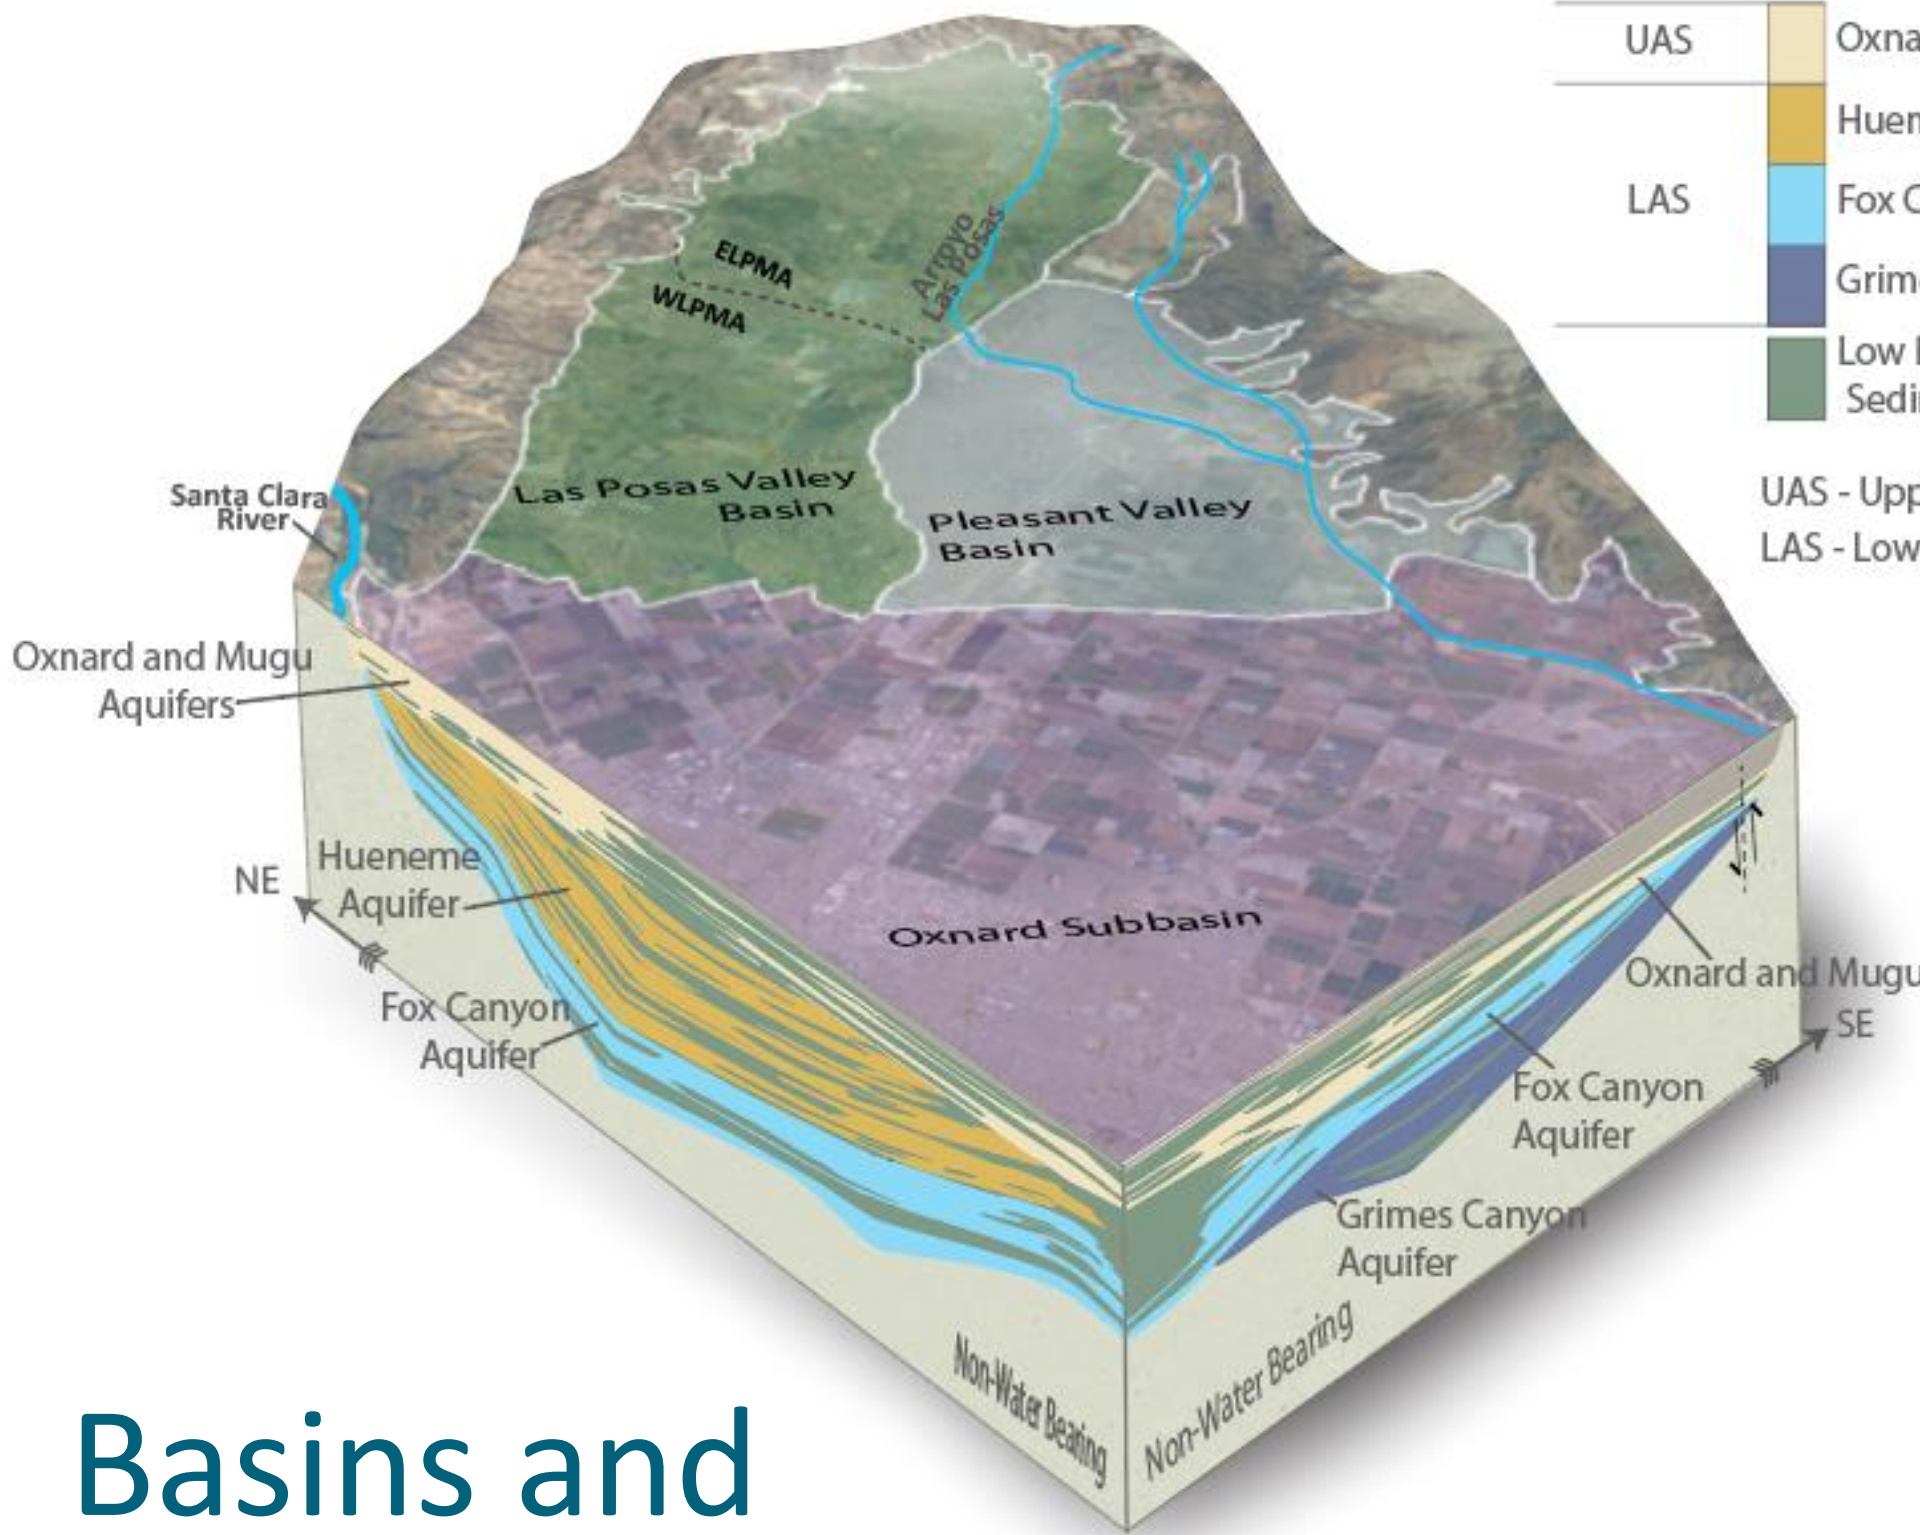 UAS
Oxna
Huen
LAS
Fox C
Grim
Low
Sedi
UAS - Upp
LAS - Low
ELPMA
WLPMA
Arroyo
Las Posas
Santa Clara
River
Las Posas Valley
Basin
Pleasant Valley
Basin
Oxnard and Mugu
Aquifers
Hueneme
Aquifer
NE
Oxnard Subbasin
Fox Canyon
Aquifer
Oxnard and Mugu
SE
Fox Canyon
Aquifer
Grimes Canyon
Aquifer
Non-Water Bearing
Non-Water Bearing
Basins and